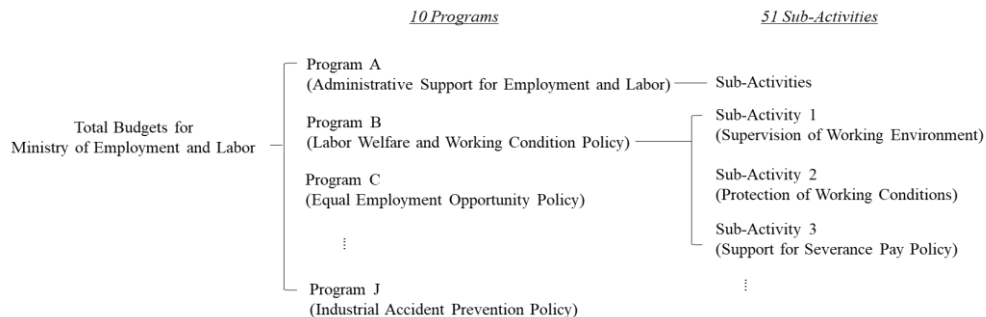 10 Programs
51 Sub-Activities
Total Budgets for
Ministry of Employment and Labor
Program A
(Administrative Support for Employment and Labor)
Program B
(Labor Welfare and Working Condition Policy)
Program C
(Equal Employment Opportunity Policy)
Program J
(Industrial Accident Prevention Policy)
Sub-Activities
Sub-Activity 1
(Supervision of Working Environment)
Sub-Activity 2
(Protection of Working Conditions)
Sub-Activity 3
(Support for Severance Pay Policy)